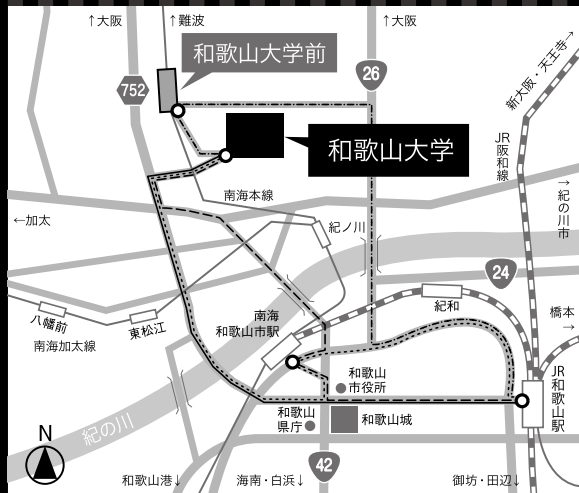 ↑大阪
↑難波
↑大阪
和歌山大学前
752
26
新大阪・天王寺→
和歌山大学
JR
阪和線
→紀の川市
南海本線
←加太
紀ノ川
24
八幡前
東松江
南海加太線
南海
和歌山市駅
紀和
橋本
→
和歌山
市役所
JR
和歌山駅
紀の川
和歌山
県庁
和歌山城
N
42
和歌山港↓
海南・白浜↓
御坊・田辺↓